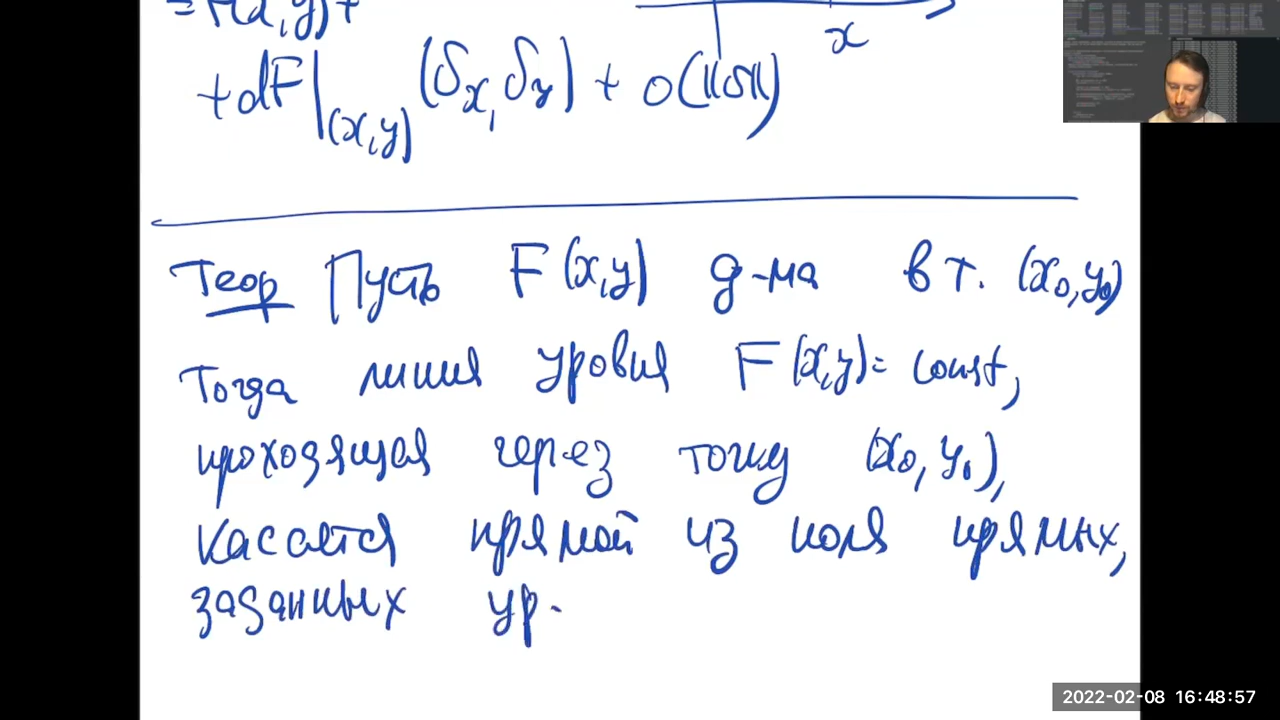 = F(x,y) +
x
+ dF|(x,y) (δx, δy) + o(||δ||)
Теор Пусть F(x,y) д-ма в т. (x₀,y₀)
Тогда линия уровня F(x,y)= const,
проходящая через точку (x₀, y₀),
касается прямой из поля прямых,
заданных ур-
2022-02-08 16:48:57